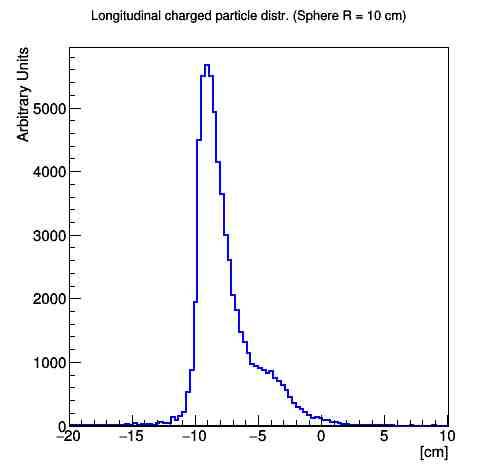 Longitudinal charged particle distr. (Sphere R = 10 cm)
Arbitrary Units
5000
4000
3000
2000
1000
0
−20 −15 −10 −5 0 5 10
[cm]